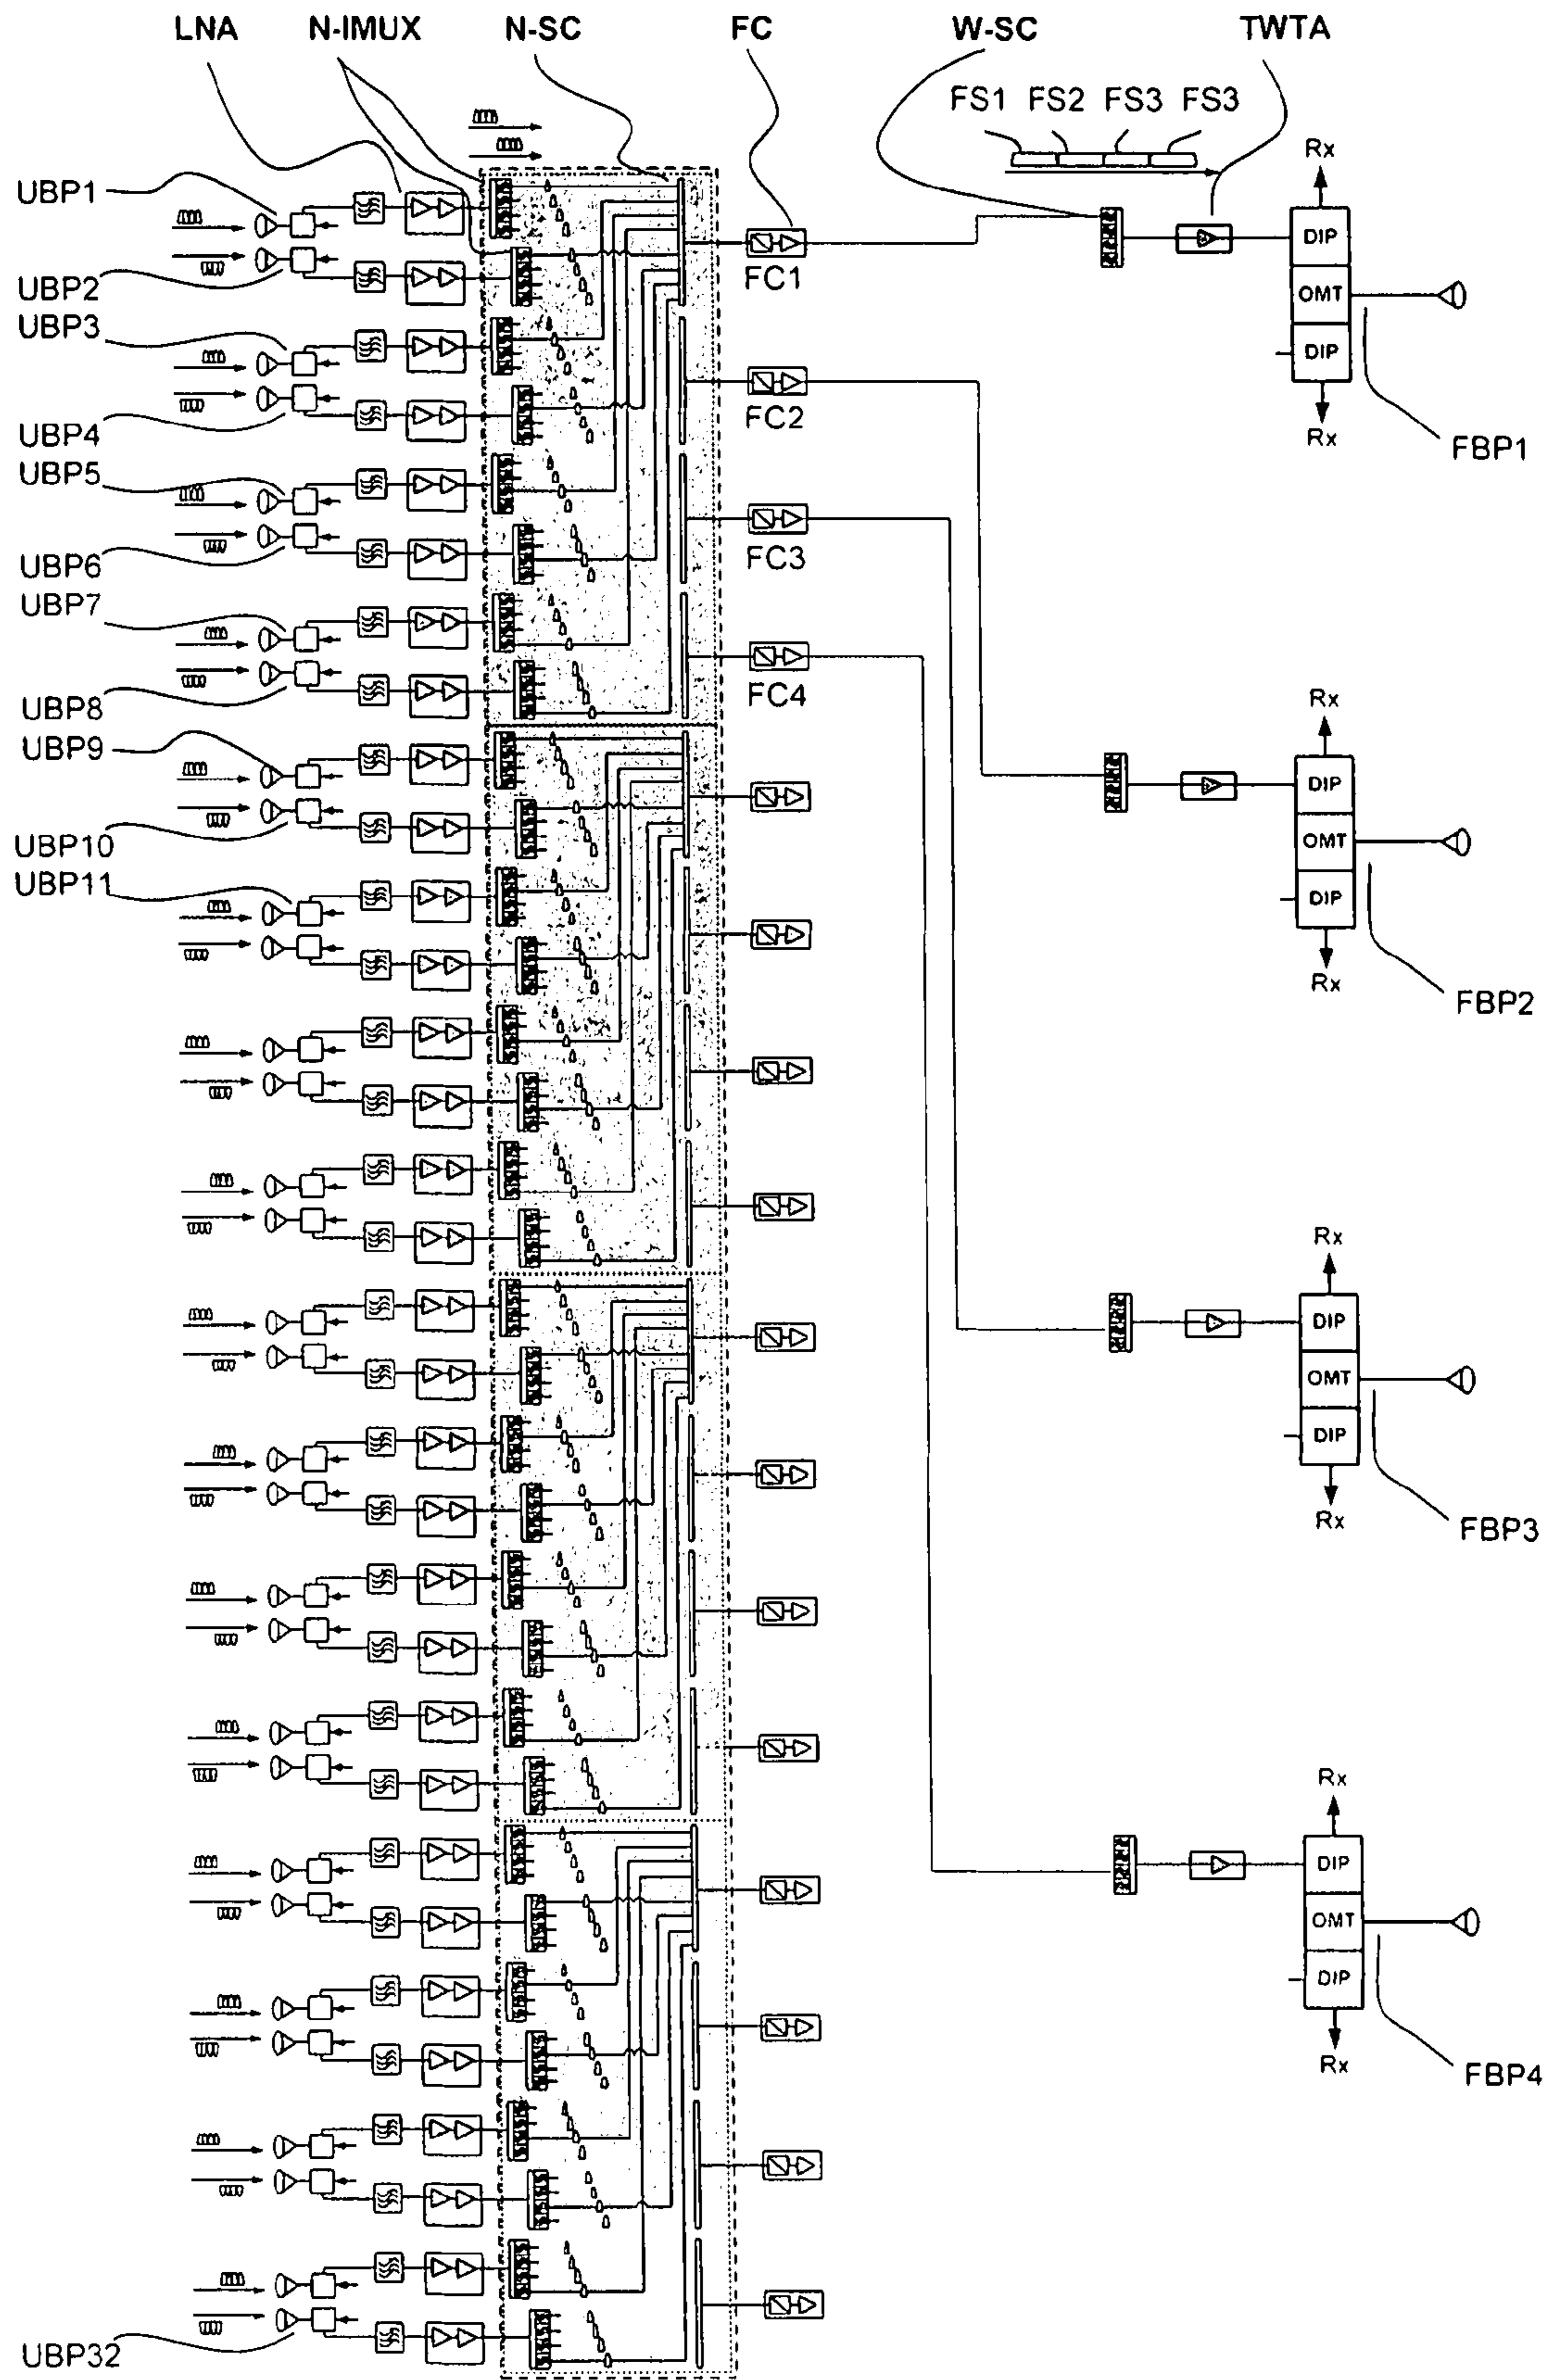 LNA N-IMUX N-SC FC W-SC TWTA
FS1 FS2 FS3 FS3
UBP1
UBP2
UBP3
UBP4
UBP5
UBP6
UBP7
UBP8
UBP9
UBP10
UBP11
UBP32
FC1
FC2
FC3
FC4
Rx
DIP
OMT
DIP
Rx
FBP1
Rx
DIP
OMT
DIP
Rx
FBP2
Rx
DIP
OMT
DIP
Rx
FBP3
Rx
DIP
OMT
DIP
Rx
FBP4